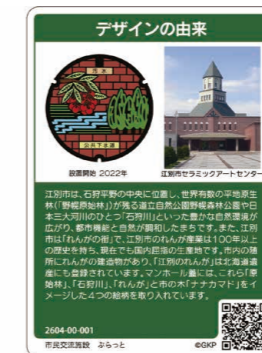 デザインの由来
汚水
公共下水道
設置開始 2022年
江別市セラミックアートセンター
江別市は、石狩平野の中央に位置し、世界有数の平地原生
林(「野幌原始林」)が残る道立自然公園野幌森林公園や日
本三大河川のひとつ「石狩川」といった豊かな自然環境が
広がり、都市機能と自然が調和したまちです。また、江別
市は「れんがの街」で、江別市のれんが産業は100年以上
の歴史を持ち、現在でも国内屈指の生産地です。市内の随
所にれんがの建造物があり、「江別のれんが」は北海道遺
産にも登録されています。マンホール蓋には、これら「原
始林」、「石狩川」、「れんが」と市の木「ナナカマド」をイ
メージした4つの絵柄を取り入れています。
2604-00-001
市民交流施設 ぷらっと
©GKP